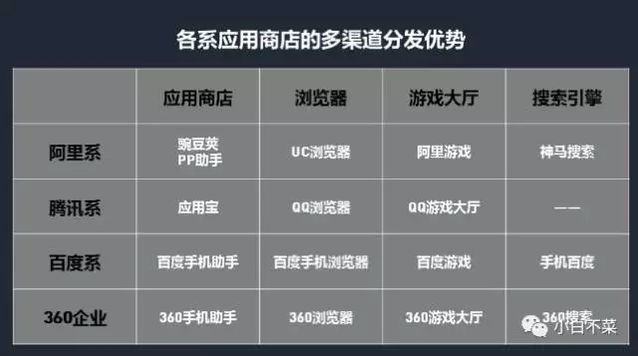 各系应用商店的多渠道分发优势
应用商店 浏览器 游戏大厅 搜索引擎
阿里系 豌豆荚 PP助手 UC浏览器 阿里游戏 神马搜索
腾讯系 应用宝 QQ浏览器 QQ游戏大厅 ——
百度系 百度手机助手 百度手机浏览器 百度游戏 手机百度
360企业 360手机助手 360浏览器 360游戏大厅 360搜索
小白不菜